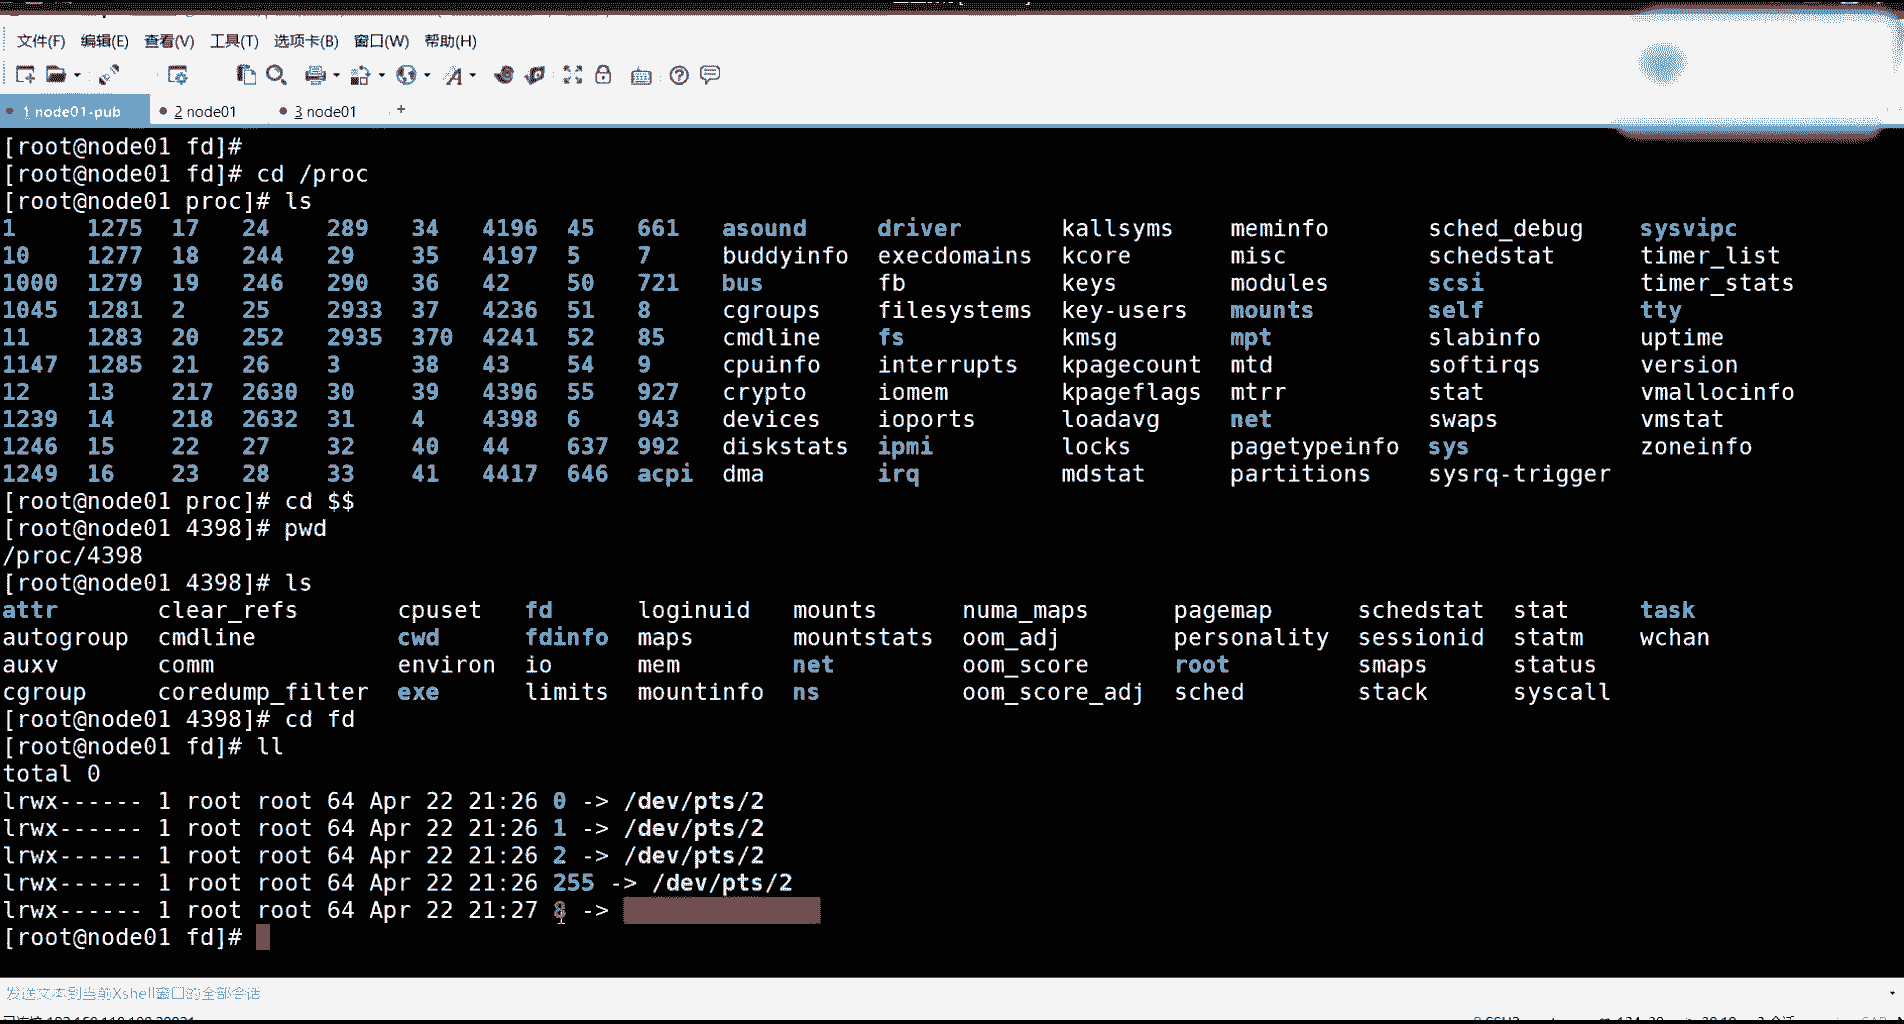 文件(F) 编辑(E) 查看(V) 工具(T) 选项卡(B) 窗口(W) 帮助(H)
1 node01-pub 2 node01 3 node01 +
[root@node01 fd]#
[root@node01 fd]# cd /proc
[root@node01 proc]# ls
1 1275 17 24 289 34 4196 45 661 asound driver kallsyms meminfo sched_debug sysvipc
10 1277 18 244 29 35 4197 5 7 buddyinfo execdomains kcore misc schedstat timer_list
1000 1279 19 246 290 36 42 50 721 bus fb keys modules scsi timer_stats
1045 1281 2 25 2933 37 4236 51 8 cgroups filesystems key-users mounts self tty
11 1283 20 252 2935 370 4241 52 85 cmdline fs kmsg mpt slabinfo uptime
1147 1285 21 26 3 38 43 54 9 cpuinfo interrupts kpagecount mtd softirqs version
12 13 217 2630 30 39 4396 55 927 crypto iomem kpageflags mtrr stat vmallocinfo
1239 14 218 2632 31 4 4398 6 943 devices ioports loadavg net swaps vmstat
1246 15 22 27 32 40 44 637 992 diskstats ipmi locks pagetypeinfo sys zoneinfo
1249 16 23 28 33 41 4417 646 acpi dma irq mdstat partitions sysrq-trigger
[root@node01 proc]# cd $$
[root@node01 4398]# pwd
/proc/4398
[root@node01 4398]# ls
attr clear_refs cpuset fd loginuid mounts numa_maps pagemap schedstat stat task
autogroup cmdline cwd fdinfo maps mountstats oom_adj personality sessionid statm wchan
auxv comm environ io mem net oom_score root smaps status
cgroup coredump_filter exe limits mountinfo ns oom_score_adj sched stack syscall
[root@node01 4398]# cd fd
[root@node01 fd]# ll
total 0
lrwx------ 1 root root 64 Apr 22 21:26 0 -> /dev/pts/2
lrwx------ 1 root root 64 Apr 22 21:26 1 -> /dev/pts/2
lrwx------ 1 root root 64 Apr 22 21:26 2 -> /dev/pts/2
lrwx------ 1 root root 64 Apr 22 21:26 255 -> /dev/pts/2
lrwx------ 1 root root 64 Apr 22 21:27 8 ->
[root@node01 fd]#
发送文本到当前Xshell窗口的全部会话